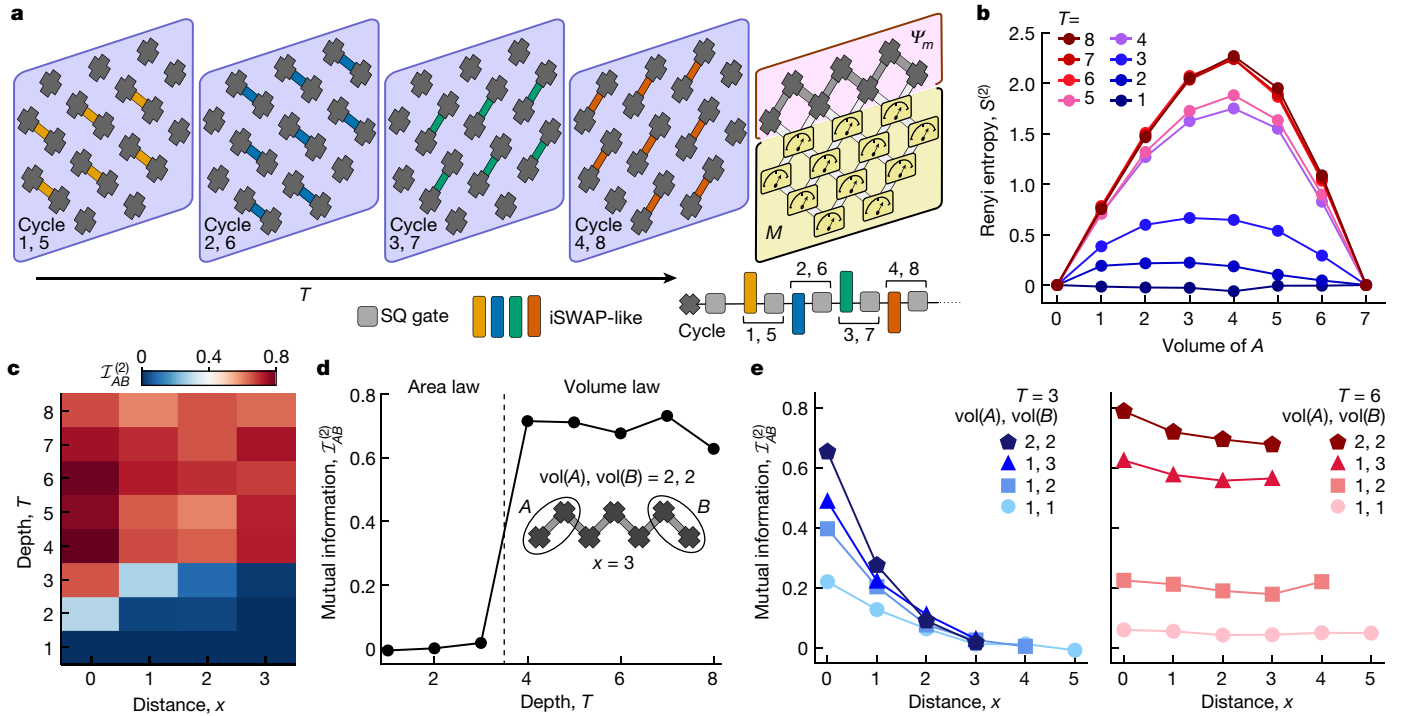 a
Cycle
1, 5
Cycle
2, 6
Cycle
3, 7
Cycle
4, 8
Ψm
M
T
SQ gate
iSWAP-like
Cycle
1, 5
2, 6
3, 7
4, 8
b
T=
8
7
6
5
4
3
2
1
Renyi entropy, S(2)
2.5
2.0
1.5
1.0
0.5
0
0 1 2 3 4 5 6 7
Volume of A
c
I(2)AB
0 0.4 0.8
Depth, T
8
7
6
5
4
3
2
1
0 1 2 3
Distance, x
d
Area law Volume law
Mutual information, I(2)AB
0.8
0.6
0.4
0.2
0
vol(A), vol(B) = 2, 2
A
B
x = 3
2 4 6 8
Depth, T
e
Mutual information, I(2)AB
0.8
0.6
0.4
0.2
0
T = 3
vol(A), vol(B)
2, 2
1, 3
1, 2
1, 1
0 1 2 3 4 5
Distance, x
T = 6
vol(A), vol(B)
2, 2
1, 3
1, 2
1, 1
0 1 2 3 4 5
Distance, x